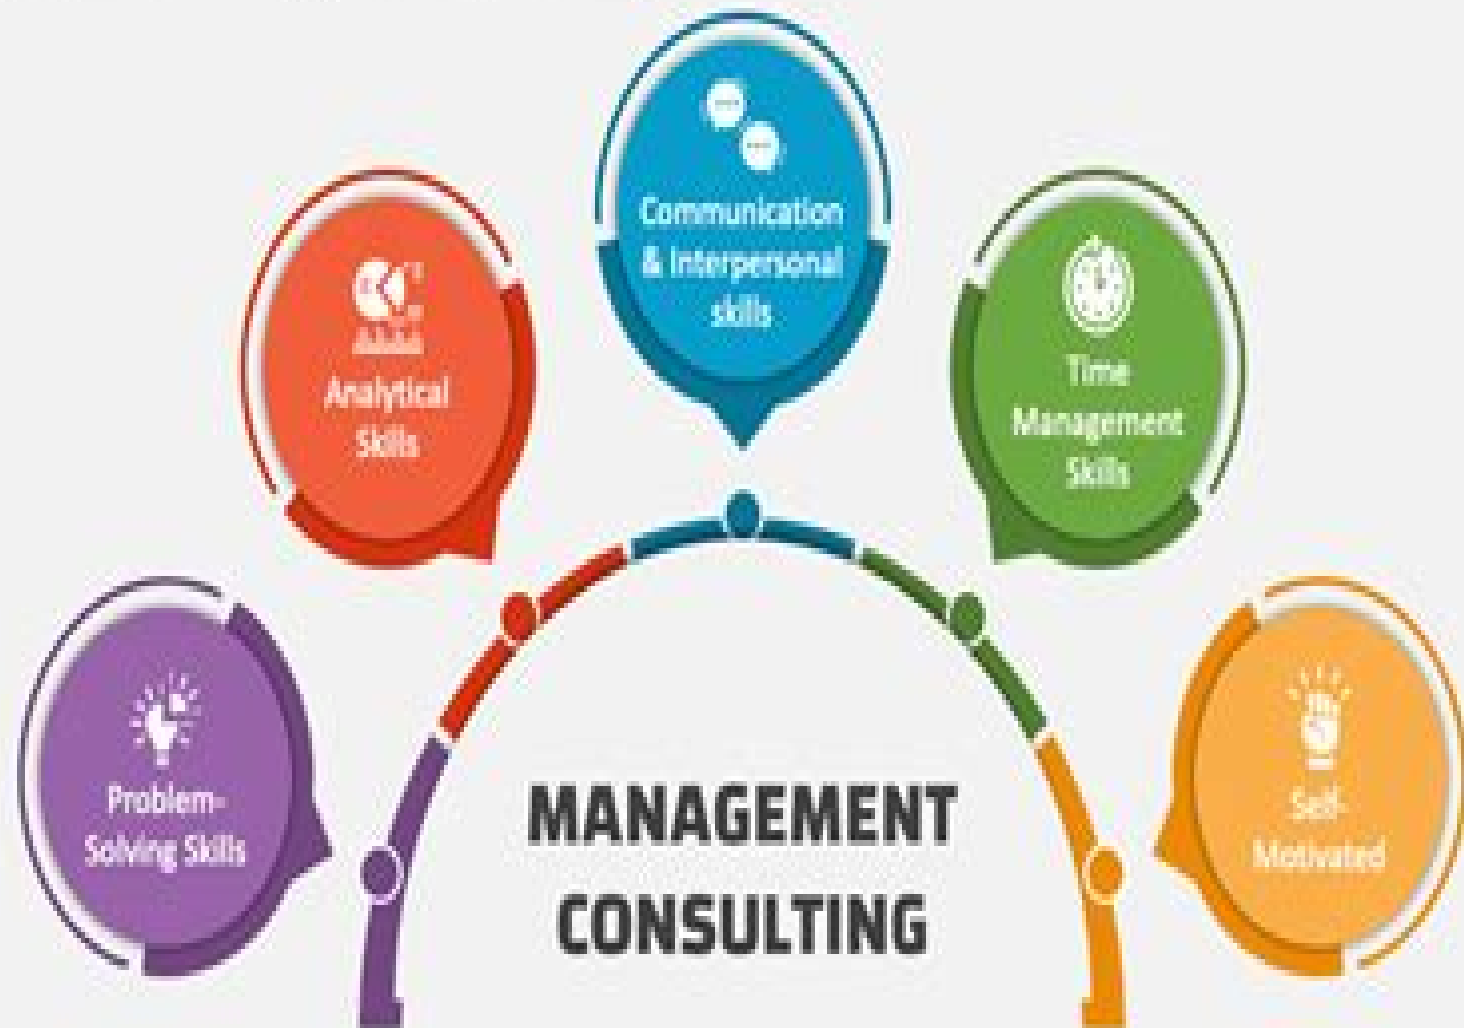 Communication
& Interpersonal
skills
Analytical
Skills
Time
Management
Skills
Problem-
Solving Skills
Self-
Motivated
MANAGEMENT
CONSULTING